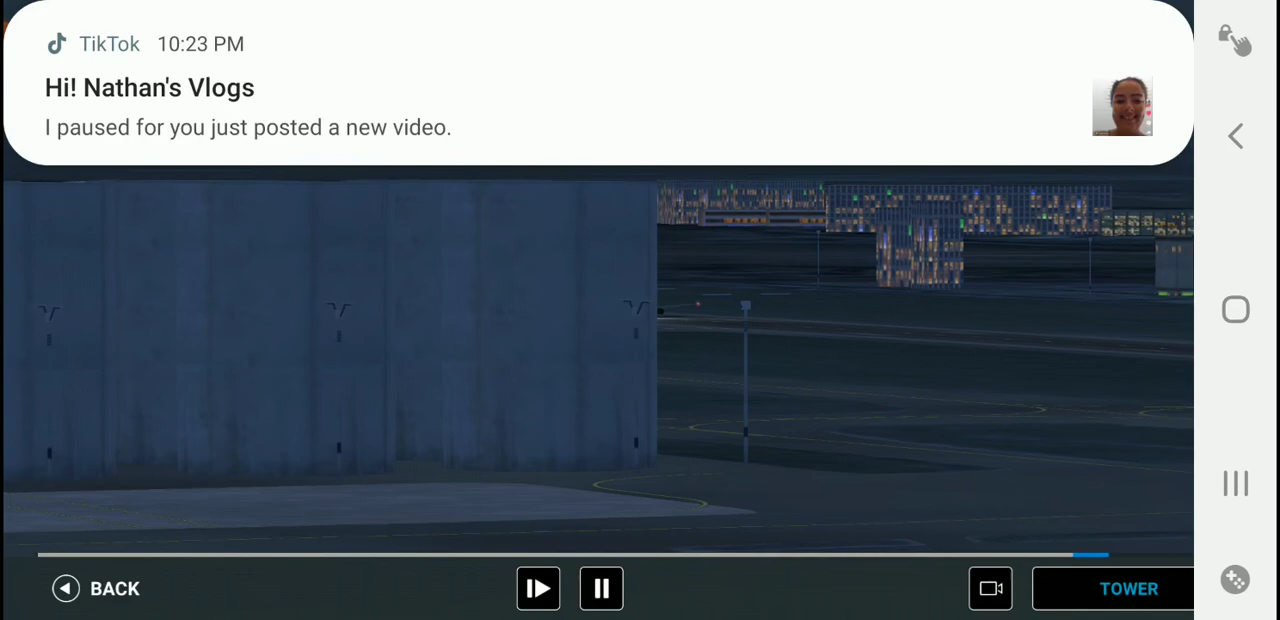 TikTok 10:23 PM
Hi! Nathan's Vlogs
I paused for you just posted a new video.
BACK
TOWER